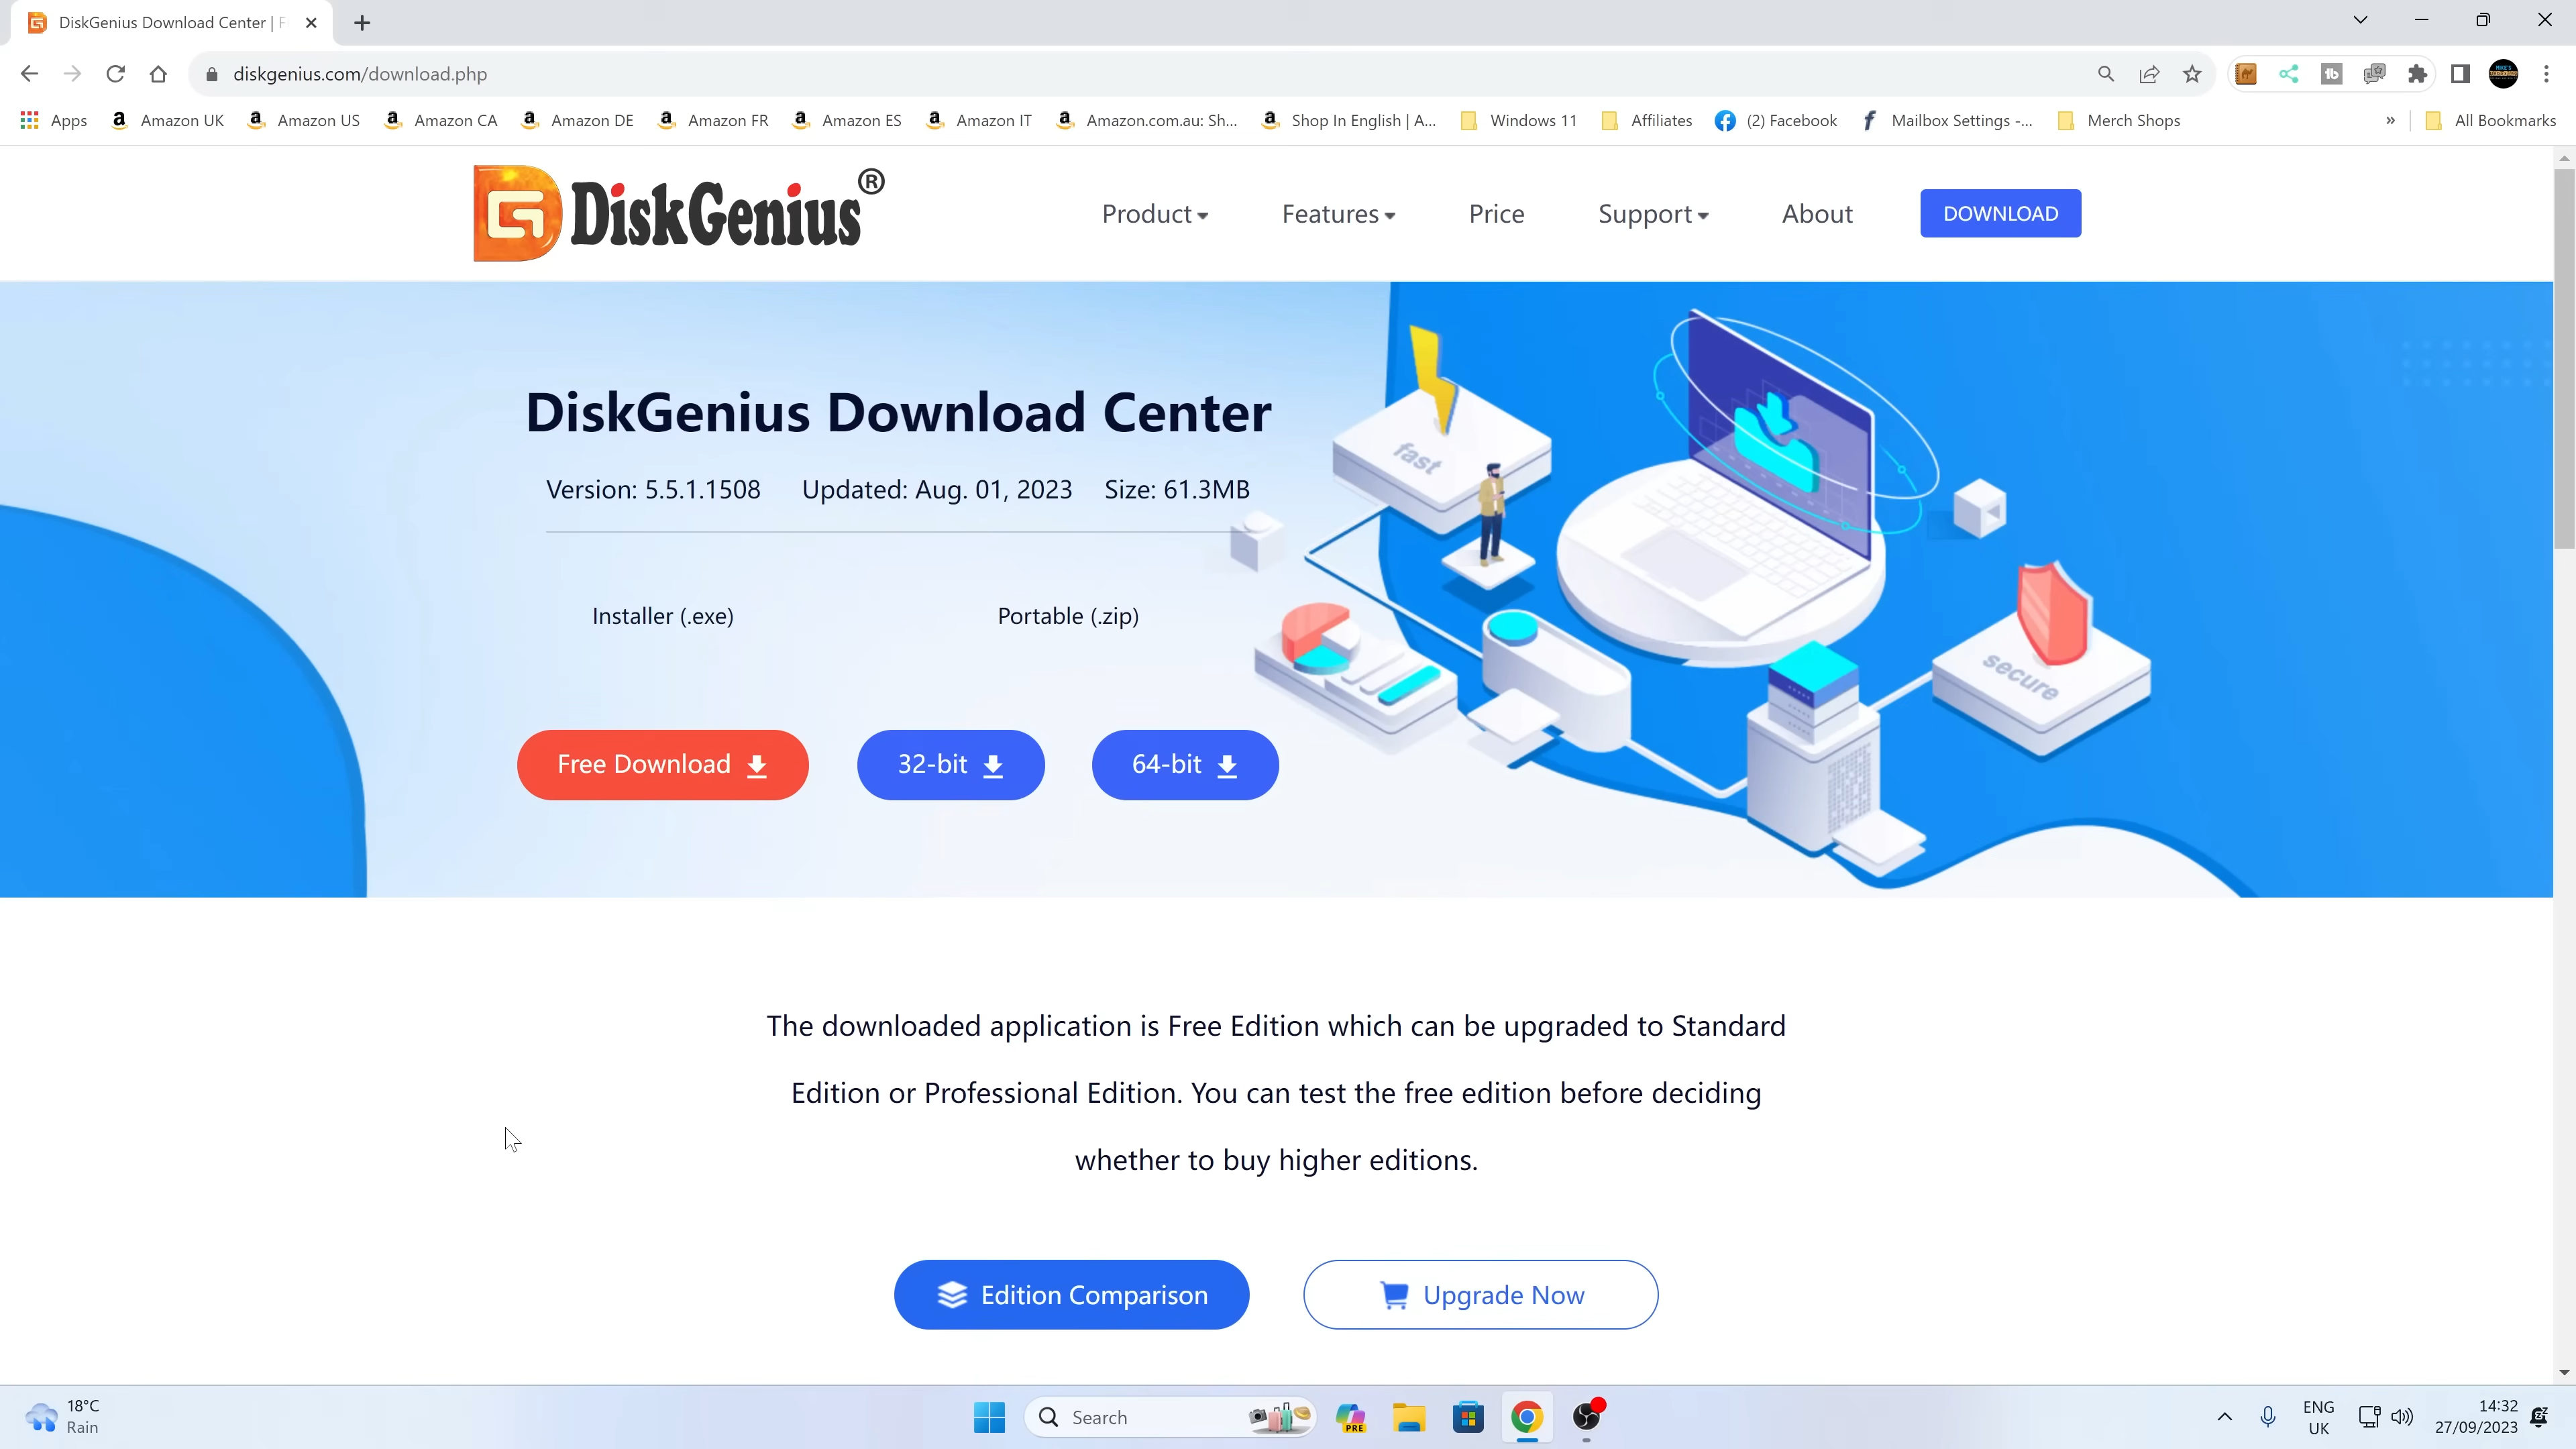 DiskGenius Download Center | F
diskgenius.com/download.php
Apps
Amazon UK
Amazon US
Amazon CA
Amazon DE
Amazon FR
Amazon ES
Amazon IT
Amazon.com.au: Sh...
Shop In English | A...
Windows 11
Affiliates
(2) Facebook
Mailbox Settings -...
Merch Shops
»
All Bookmarks
DiskGenius®
Product
Features
Price
Support
About
DOWNLOAD
DiskGenius Download Center
Version: 5.5.1.1508 Updated: Aug. 01, 2023 Size: 61.3MB
Installer (.exe)
Portable (.zip)
Free Download
32-bit
64-bit
fast
secure
The downloaded application is Free Edition which can be upgraded to Standard
Edition or Professional Edition. You can test the free edition before deciding
whether to buy higher editions.
Edition Comparison
Upgrade Now
18°C
Rain
Search
PRE
ENG
UK
14:32
27/09/2023